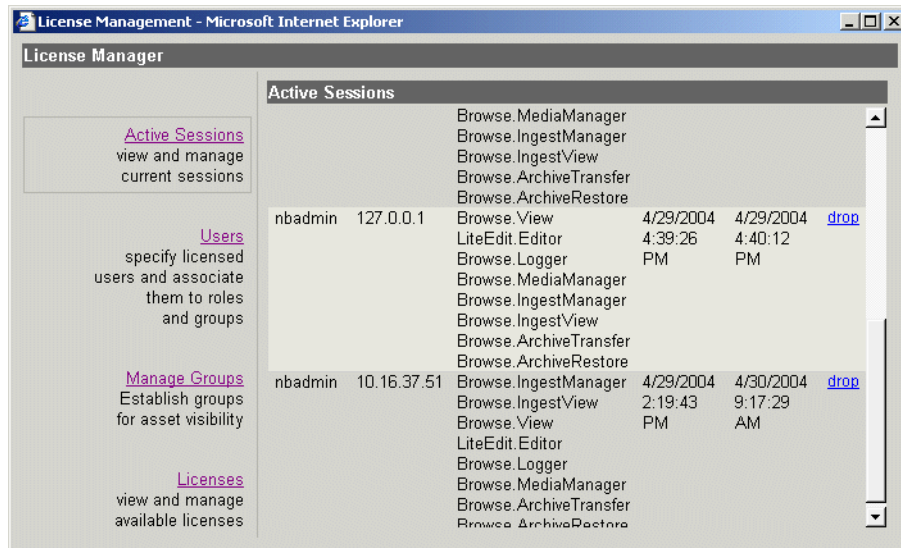 License Management - Microsoft Internet Explorer
License Manager
Active Sessions
view and manage
current sessions
Users
specify licensed
users and associate
them to roles
and groups
Manage Groups
Establish groups
for asset visibility
Licenses
view and manage
available licenses
Active Sessions
Browse.MediaManager
Browse.IngestManager
Browse.IngestView
Browse.ArchiveTransfer
Browse.ArchiveRestore
nbadmin 127.0.0.1 Browse.View 4/29/2004 4/29/2004 drop
LiteEdit.Editor 4:39:26 4:40:12
Browse.Logger PM PM
Browse.MediaManager
Browse.IngestManager
Browse.IngestView
Browse.ArchiveTransfer
Browse.ArchiveRestore
nbadmin 10.16.37.51 Browse.IngestManager 4/29/2004 4/30/2004 drop
Browse.IngestView 2:19:43 9:17:29
Browse.View PM AM
LiteEdit.Editor
Browse.Logger
Browse.MediaManager
Browse.ArchiveTransfer
Browse.ArchiveRestore